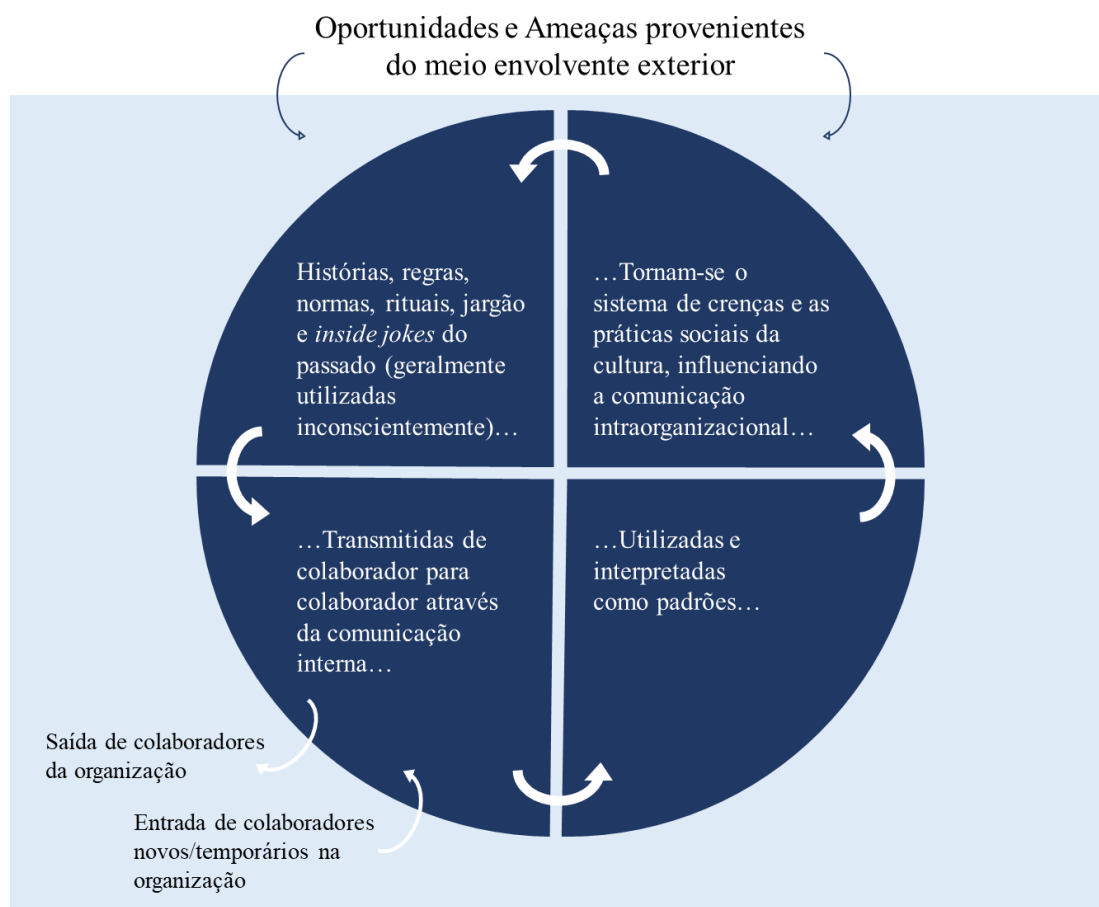 Oportunidades e Ameaças provenientes
do meio envolvente exterior
Histórias, regras,
normas, rituais, jargão
e inside jokes do
passado (geralmente
utilizadas
inconscientemente)…
…Tornam-se o
sistema de crenças e as
práticas sociais da
cultura, influenciando
a comunicação
intraorganizacional…
…Transmitidas de
colaborador para
colaborador através
da comunicação
interna…
…Utilizadas e
interpretadas
como padrões…
Saída de colaboradores
da organização
Entrada de colaboradores
novos/temporários na
organização